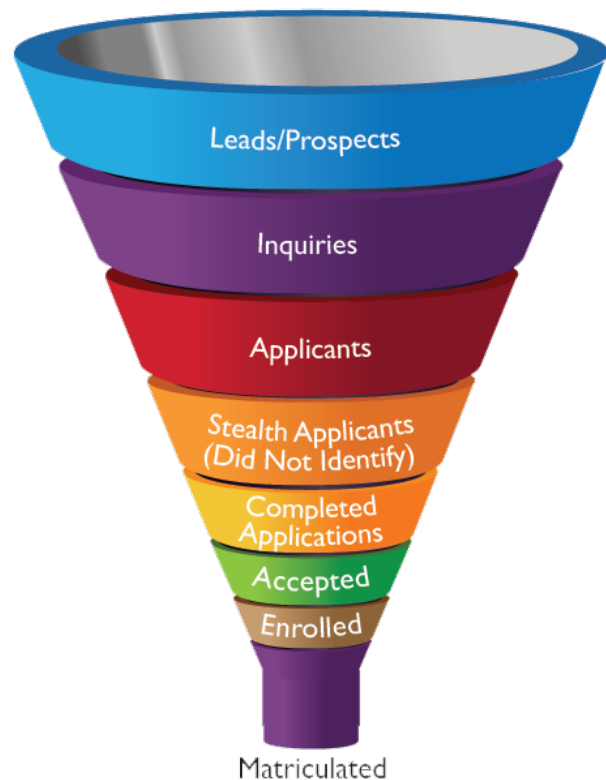 Leads/Prospects
Inquiries
Applicants
Stealth Applicants
(Did Not Identify)
Completed
Applications
Accepted
Enrolled
Matriculated